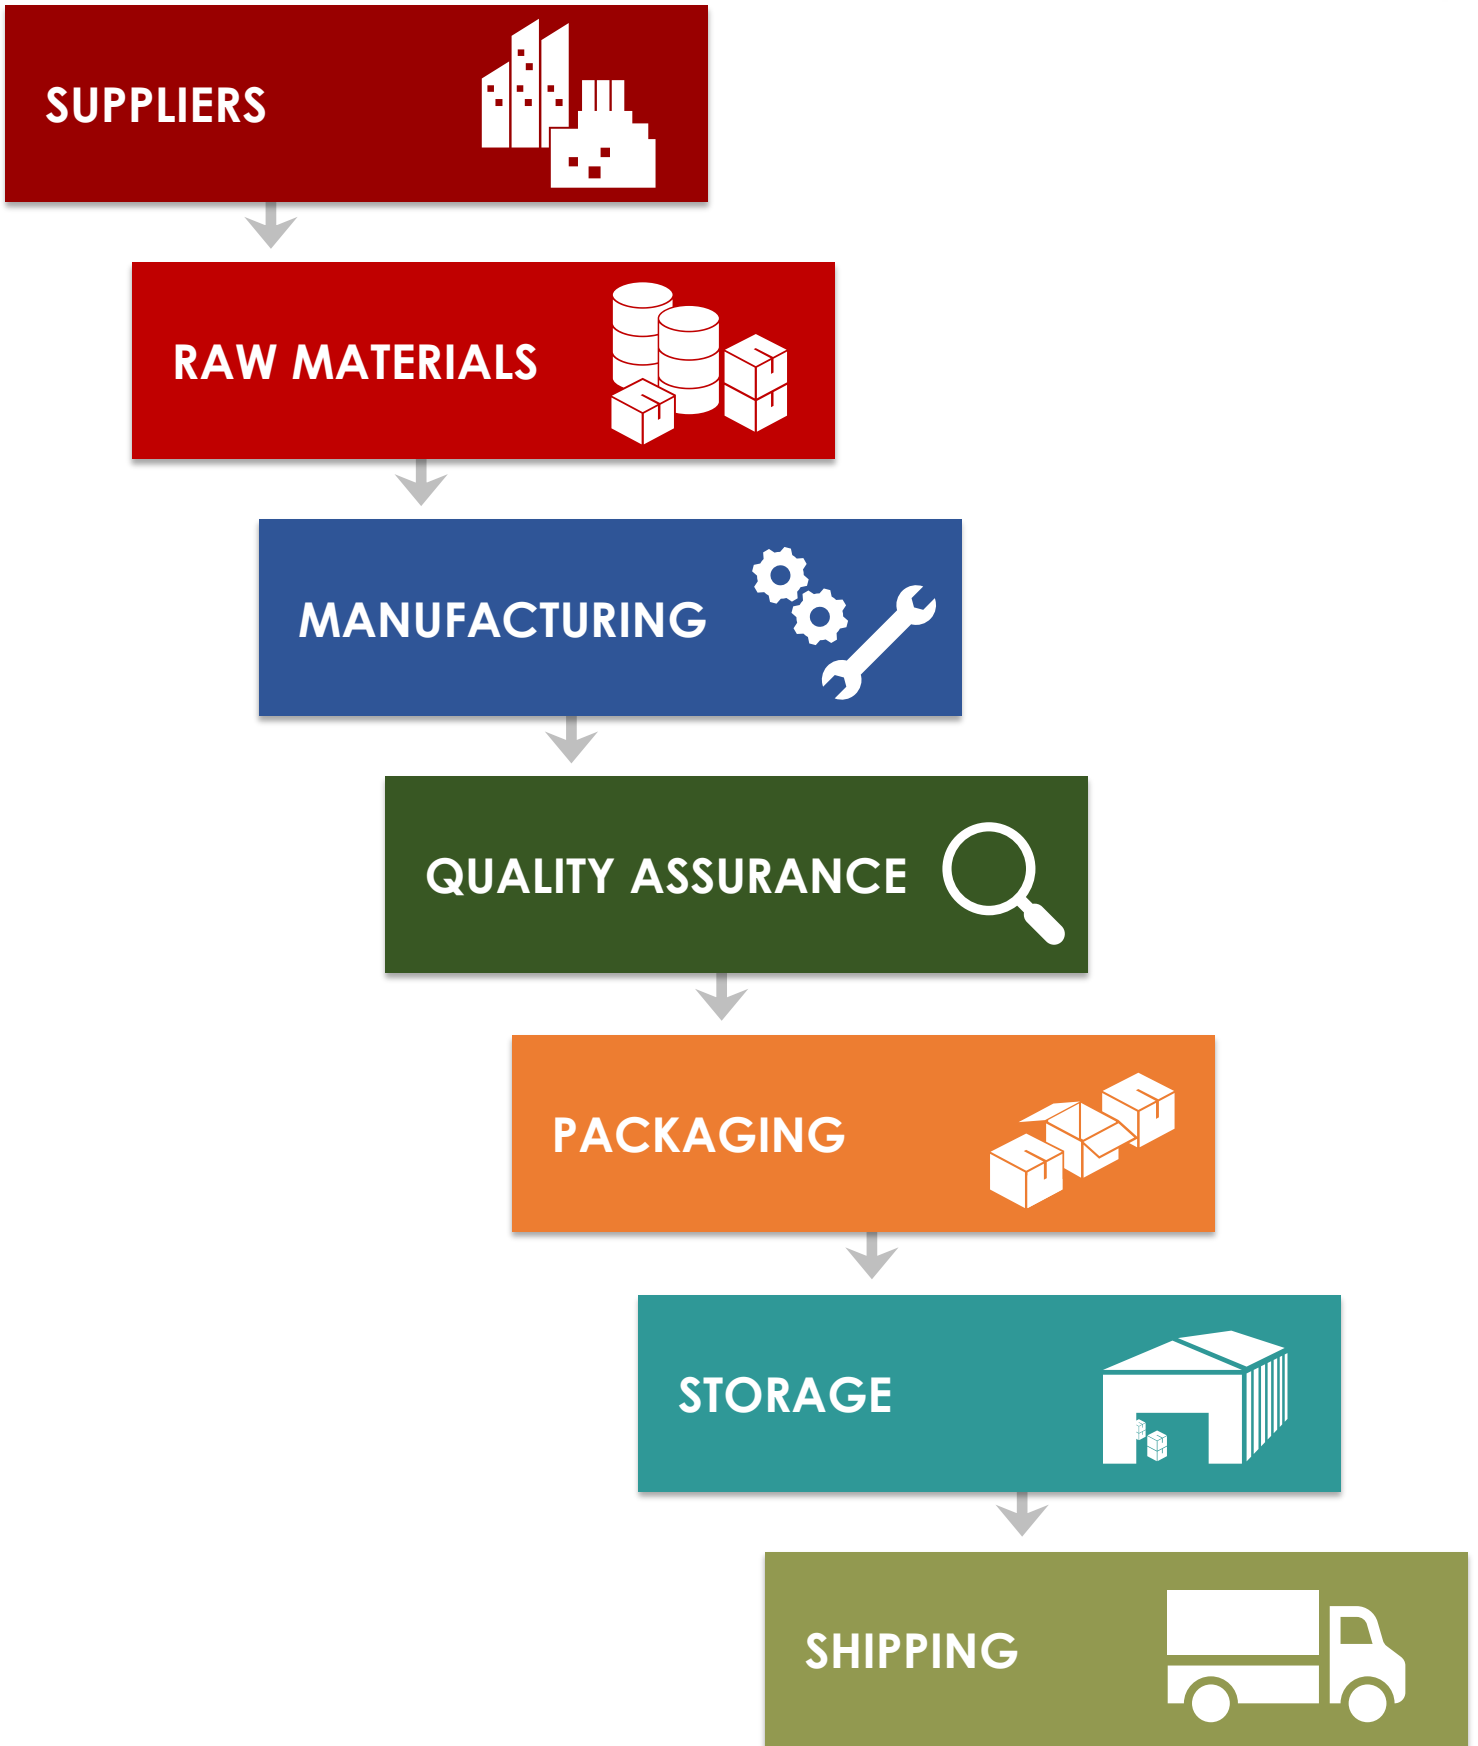 SUPPLIERS
RAW MATERIALS
MANUFACTURING
QUALITY ASSURANCE
PACKAGING
STORAGE
SHIPPING